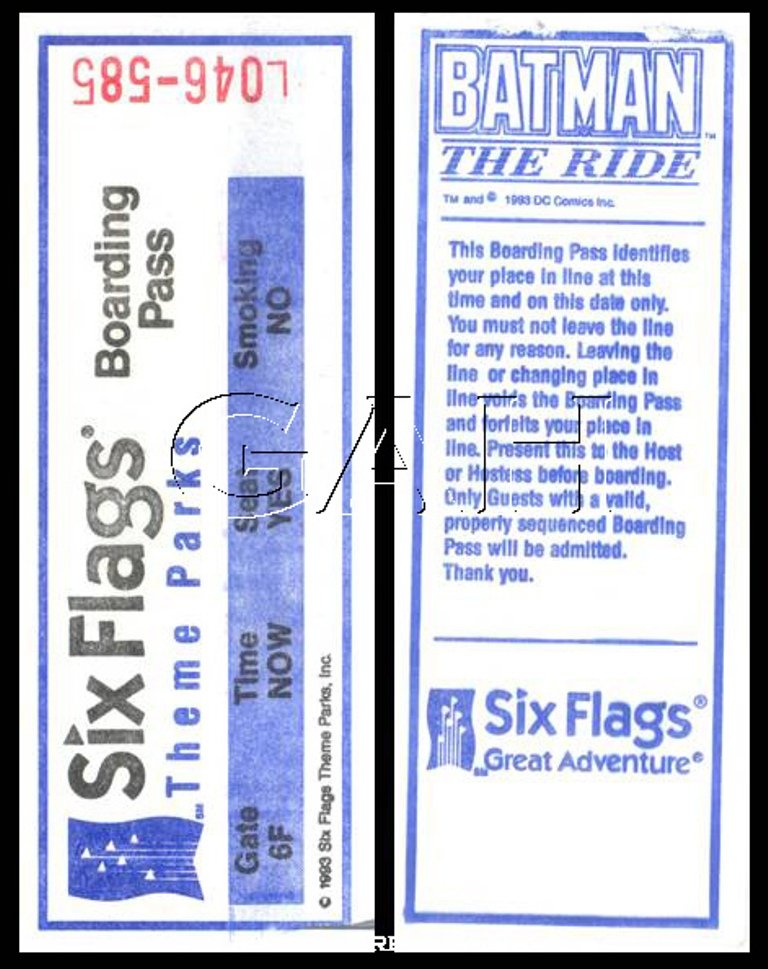 L046-585
Boarding
Pass
Six Flags®
Theme Parks
SM
Gate Time Seat Smoking
6F NOW YES NO
© 1993 Six Flags Theme Parks, Inc.
BATMAN™
THE RIDE
TM and © 1993 DC Comics Inc.
This Boarding Pass identifies
your place in line at this
time and on this date only.
You must not leave the line
for any reason. Leaving the
line or changing place in
line voids the Boarding Pass
and forfeits your place in
line. Present this to the Host
or Hostess before boarding.
Only Guests with a valid,
properly sequenced Boarding
Pass will be admitted.
Thank you.
Six Flags®
Great Adventure®
GAH